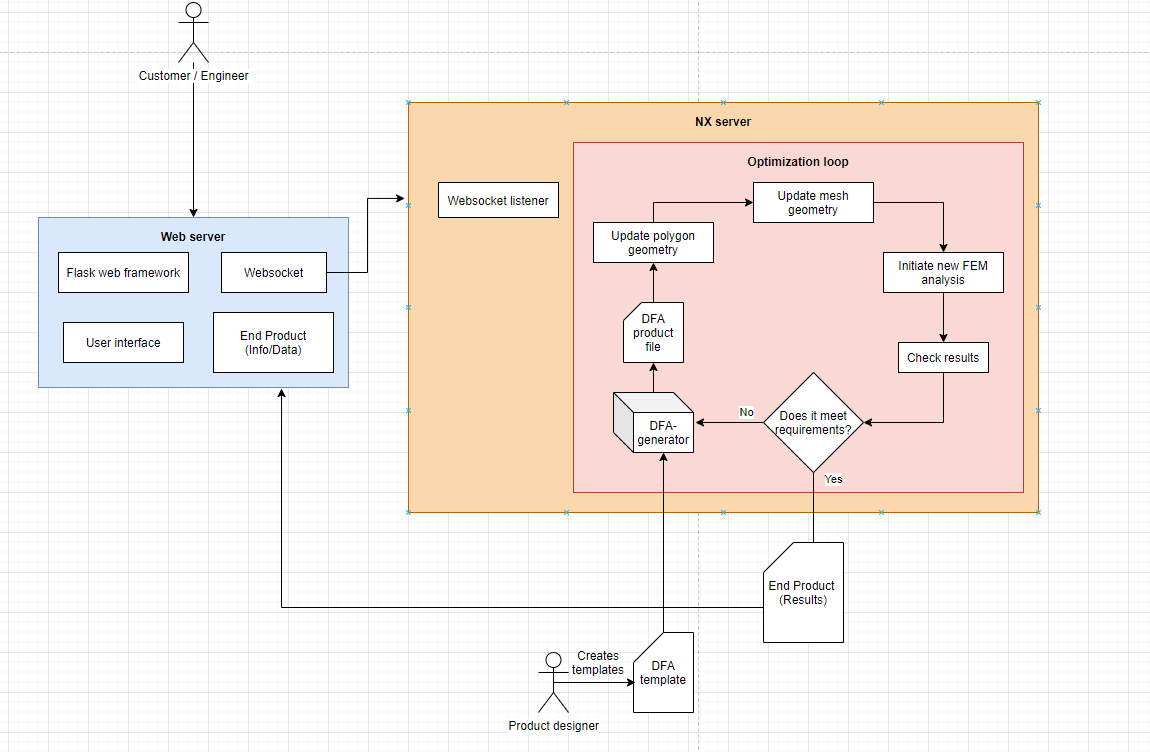 Customer / Engineer
NX server
Optimization loop
Websocket listener
Update mesh
geometry
Update polygon
geometry
Web server
Flask web framework
Websocket
Initiate new FEM
analysis
User interface
End Product
(Info/Data)
DFA
product
file
Check results
No
Does it meet
requirements?
DFA-
generator
Yes
End Product
(Results)
Creates
templates
DFA
template
Product designer